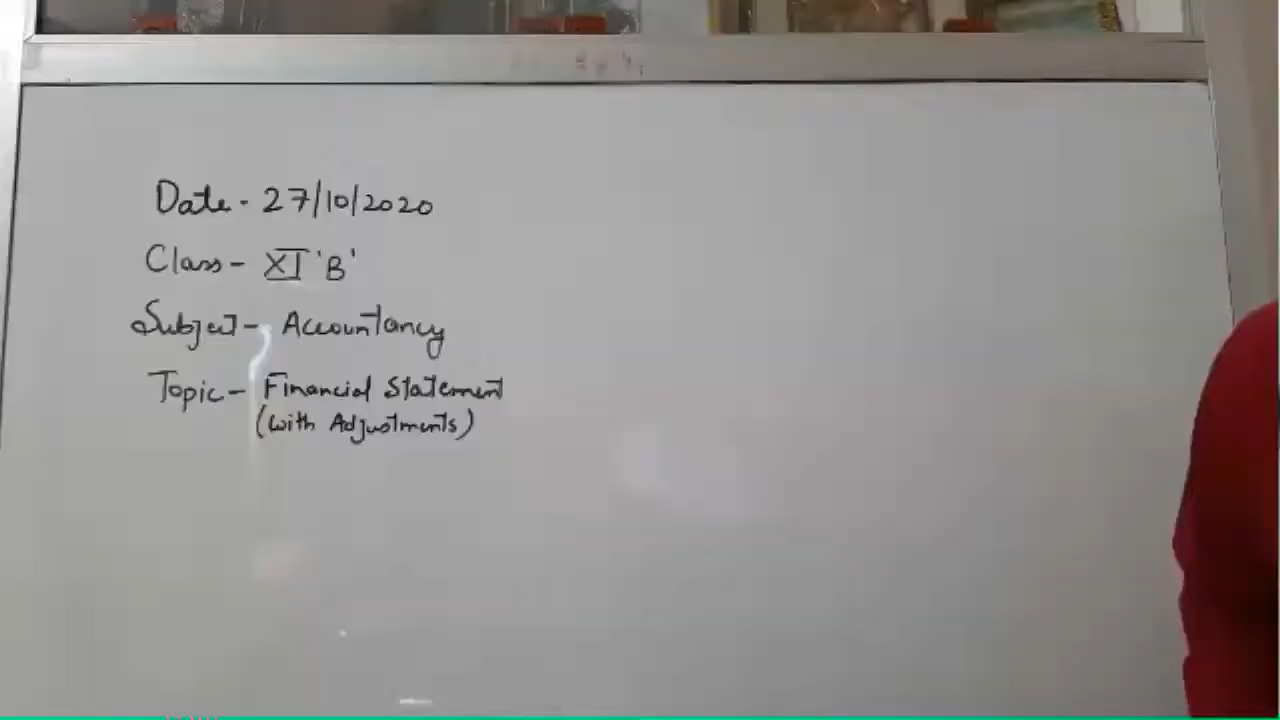 Date - 27/10/2020
Class - XI 'B'
Subject - Accountancy
Topic - Financial Statement
(with Adjustments)